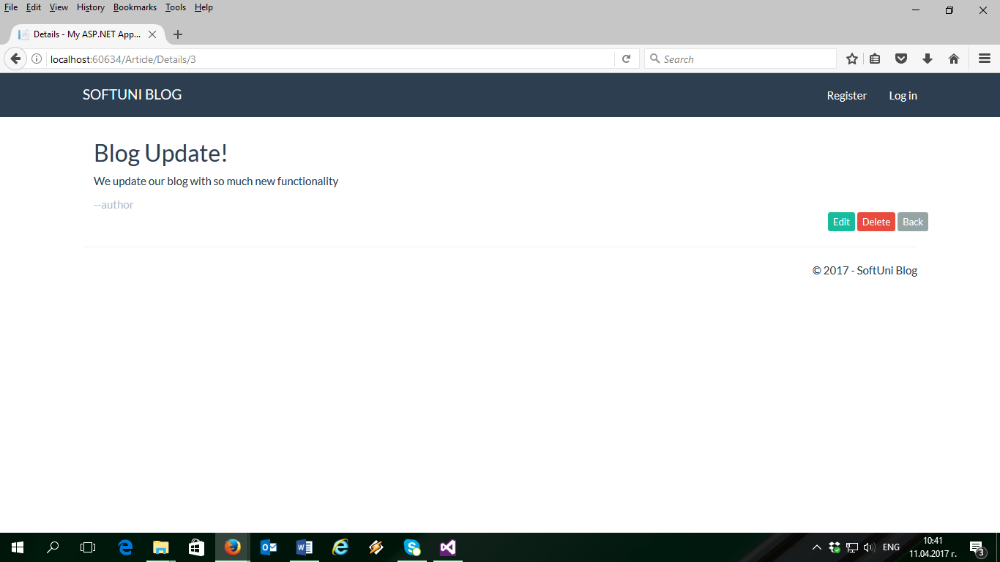 File Edit View History Bookmarks Tools Help
Details - My ASP.NET App...
localhost:60634/Article/Details/3
Search
SOFTUNI BLOG
Register Log in
Blog Update!
We update our blog with so much new functionality
--author
Edit Delete Back
© 2017 - SoftUni Blog
ENG
10:41
11.04.2017 г.
3